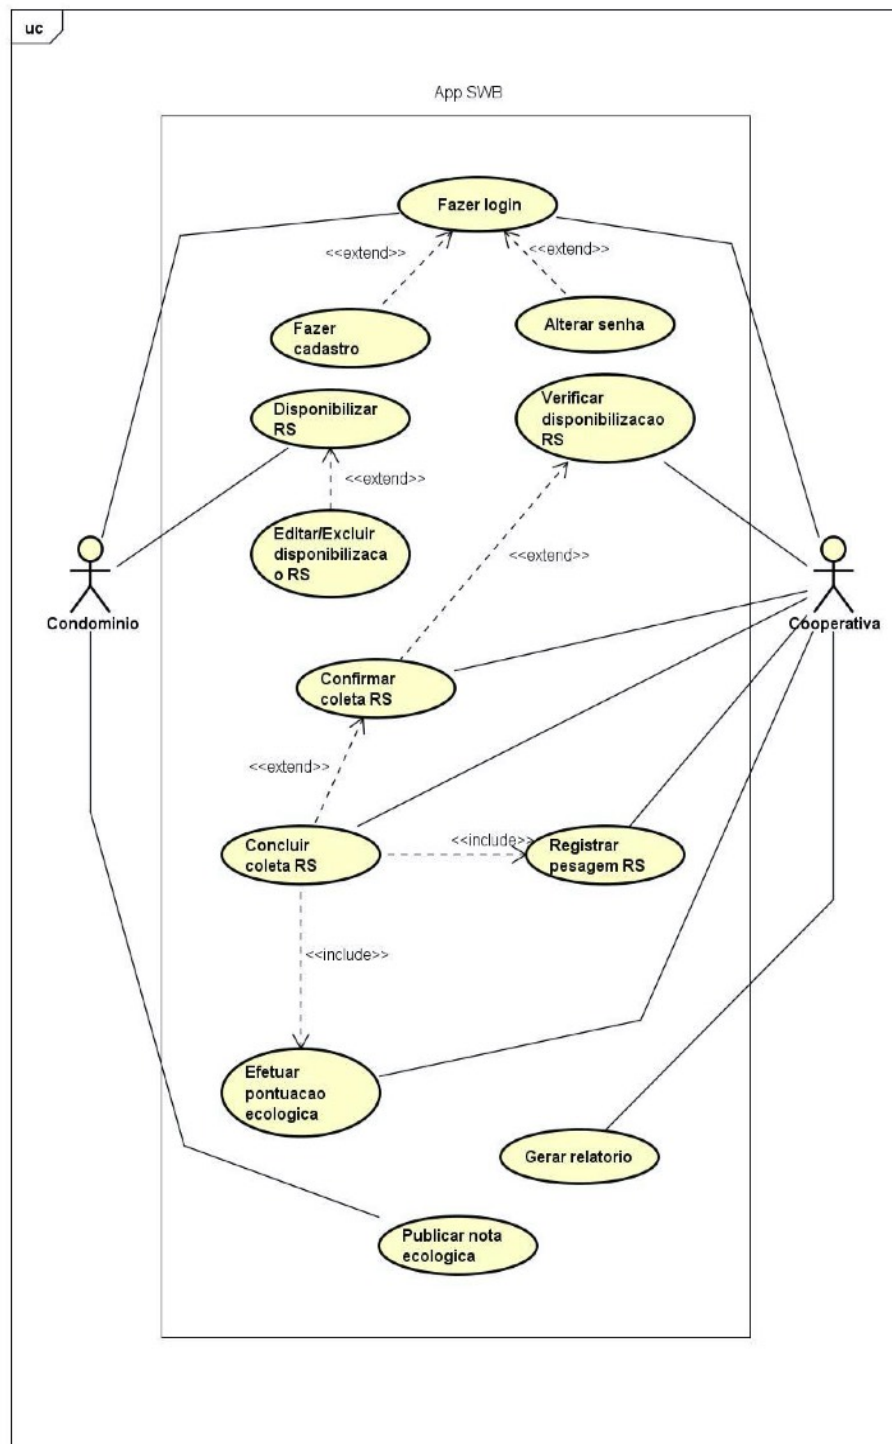 uc
App SWB
Fazer login
<<extend>>
<<extend>>
Fazer
cadastro
Alterar senha
Disponibilizar
RS
Verificar
disponibilizacao
RS
<<extend>>
Editar/Excluir
disponibilizaca
o RS
<<extend>>
Condominio
Cooperativa
Confirmar
coleta RS
<<extend>>
Concluir
coleta RS
<<include>>
Registrar
pesagem RS
<<include>>
Efetuar
pontuacao
ecologica
Gerar relatorio
Publicar nota
ecologica